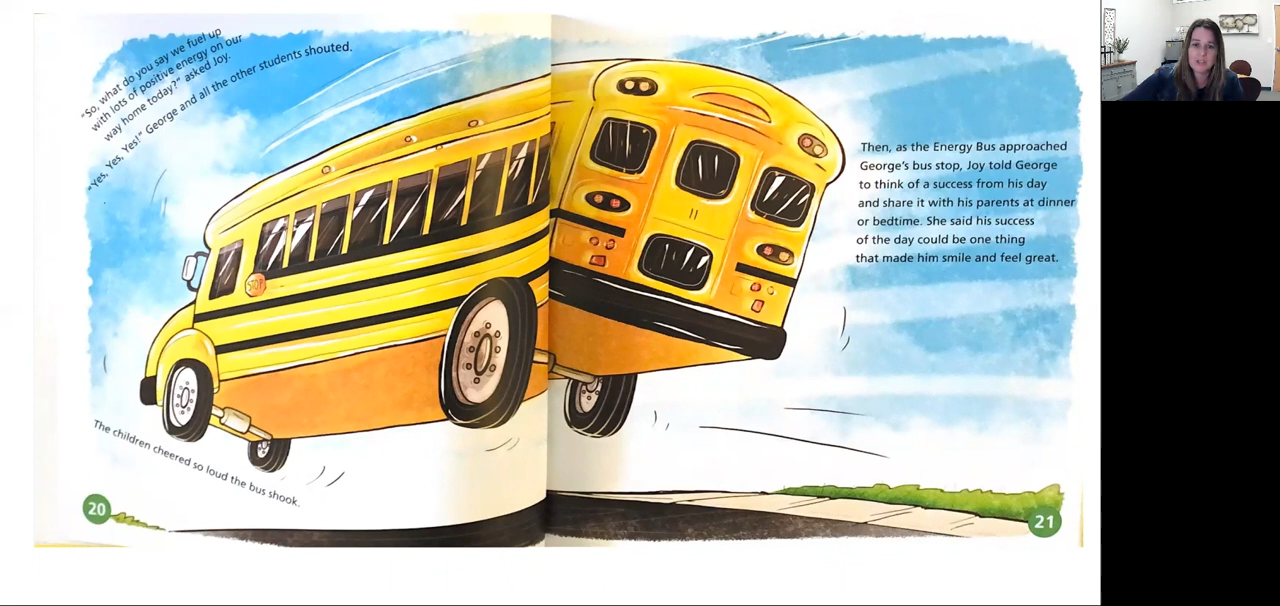 "So, what do you say we fuel up
with lots of positive energy on our
way home today?" asked Joy.
"Yes, Yes, Yes!" George and all the other students shouted.
STOP
The children cheered so loud the bus shook.
20
Then, as the Energy Bus approached
George's bus stop, Joy told George
to think of a success from his day
and share it with his parents at dinner
or bedtime. She said his success
of the day could be one thing
that made him smile and feel great.
21